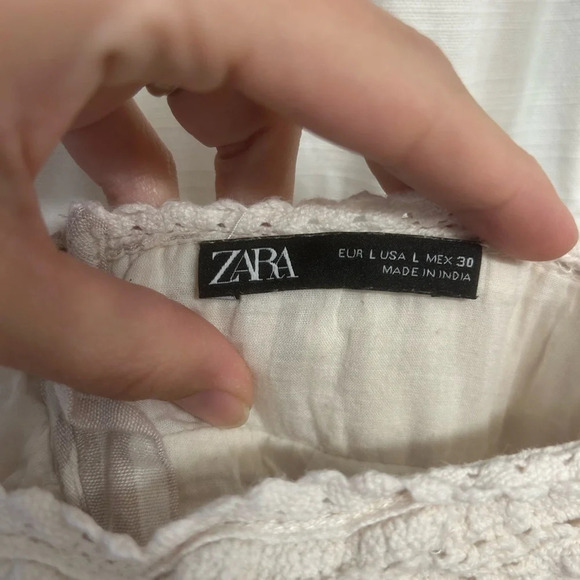 ZARA
EUR L USA L MEX 30
MADE IN INDIA